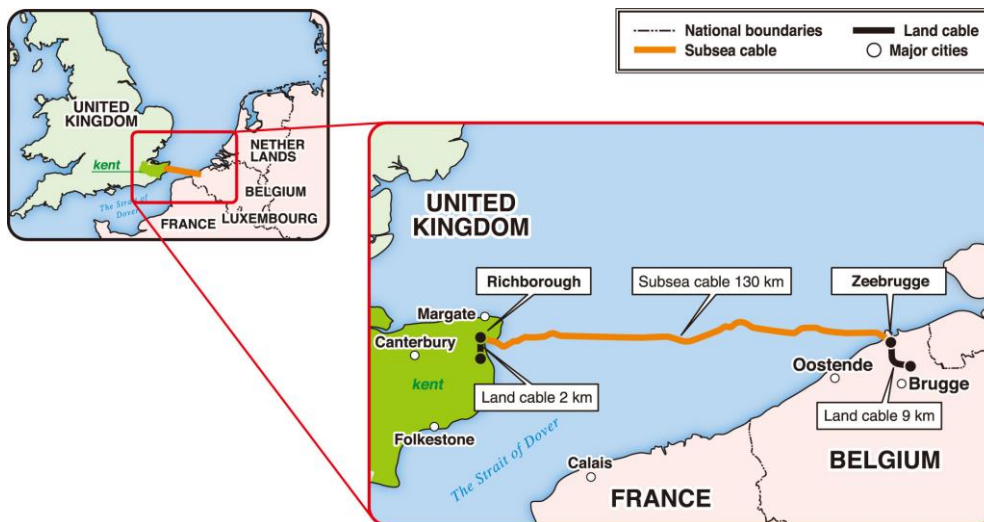 National boundaries
Land cable
Subsea cable
Major cities
UNITED
KINGDOM
kent
NETHER
LANDS
BELGIUM
The Strait of
Dover
FRANCE
LUXEMBOURG
UNITED
KINGDOM
Richborough
Subsea cable 130 km
Zeebrugge
Margate
Canterbury
kent
Land cable 2 km
Oostende
Brugge
Land cable 9 km
Folkestone
The Strait of Dover
Calais
BELGIUM
FRANCE